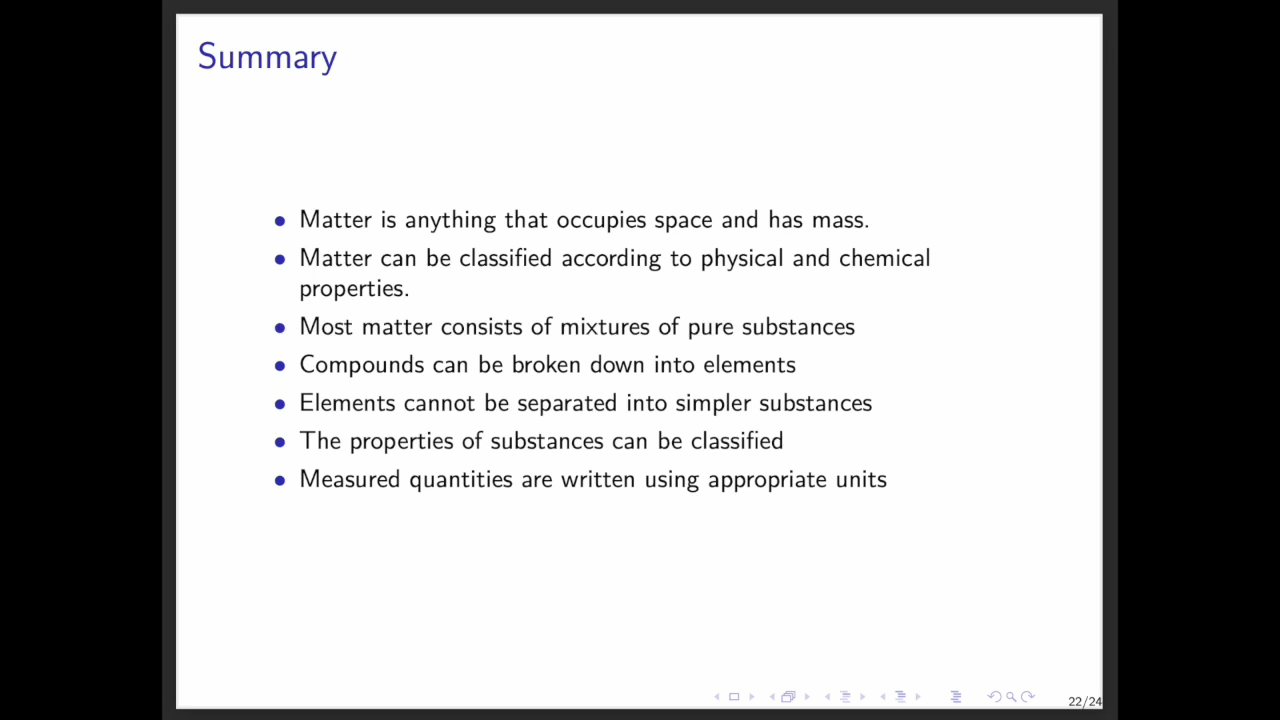 Summary
Matter is anything that occupies space and has mass.
Matter can be classified according to physical and chemical
properties.
Most matter consists of mixtures of pure substances
Compounds can be broken down into elements
Elements cannot be separated into simpler substances
The properties of substances can be classified
Measured quantities are written using appropriate units
22/24